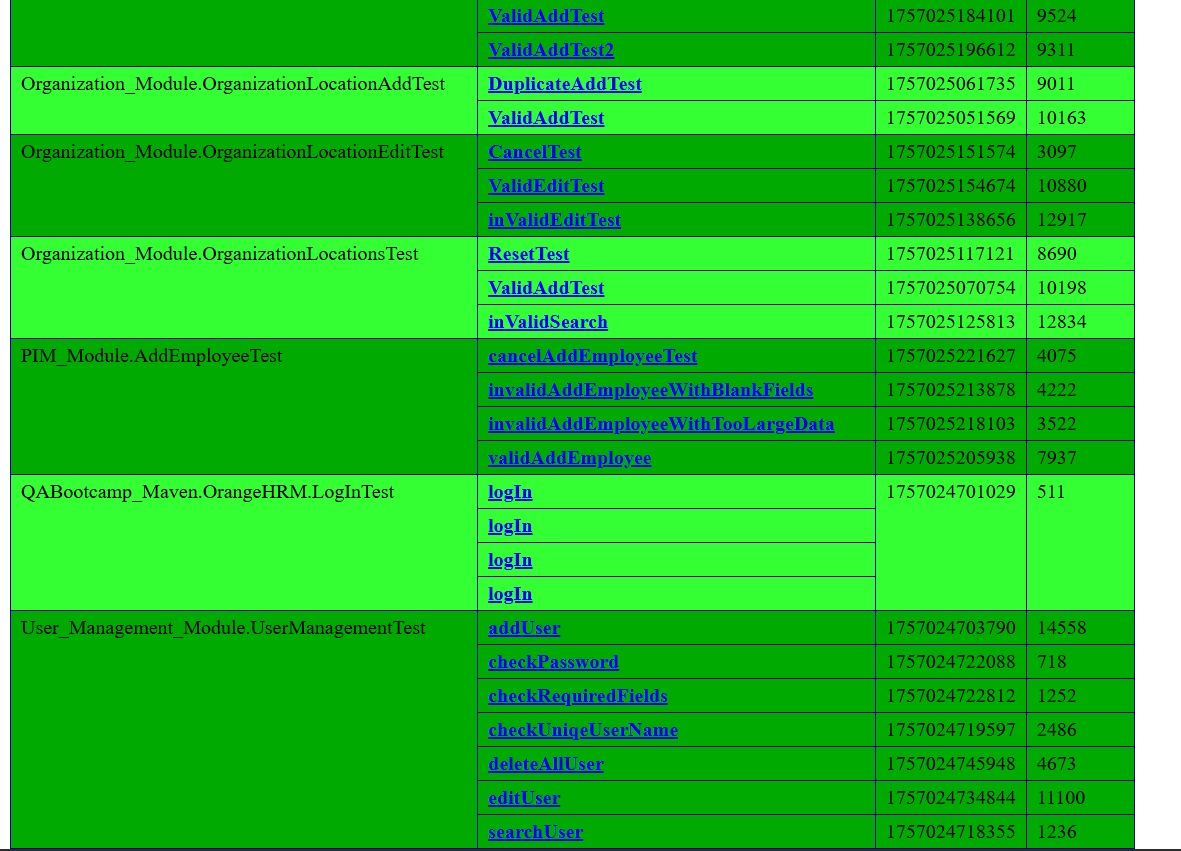 ValidAddTest 1757025184101 9524
ValidAddTest2 1757025196612 9311
Organization_Module.OrganizationLocationAddTest DuplicateAddTest 1757025061735 9011
ValidAddTest 1757025051569 10163
Organization_Module.OrganizationLocationEditTest CancelTest 1757025151574 3097
ValidEditTest 1757025154674 10880
inValidEditTest 1757025138656 12917
Organization_Module.OrganizationLocationsTest ResetTest 1757025117121 8690
ValidAddTest 1757025070754 10198
inValidSearch 1757025125813 12834
PIM_Module.AddEmployeeTest cancelAddEmployeeTest 1757025221627 4075
invalidAddEmployeeWithBlankFields 1757025213878 4222
invalidAddEmployeeWithTooLargeData 1757025218103 3522
validAddEmployee 1757025205938 7937
QABootcamp_Maven.OrangeHRM.LogInTest logIn 1757024701029 511
logIn
logIn
logIn
User_Management_Module.UserManagementTest addUser 1757024703790 14558
checkPassword 1757024722088 718
checkRequiredFields 1757024722812 1252
checkUniqeUserName 1757024719597 2486
deleteAllUser 1757024745948 4673
editUser 1757024734844 11100
searchUser 1757024718355 1236